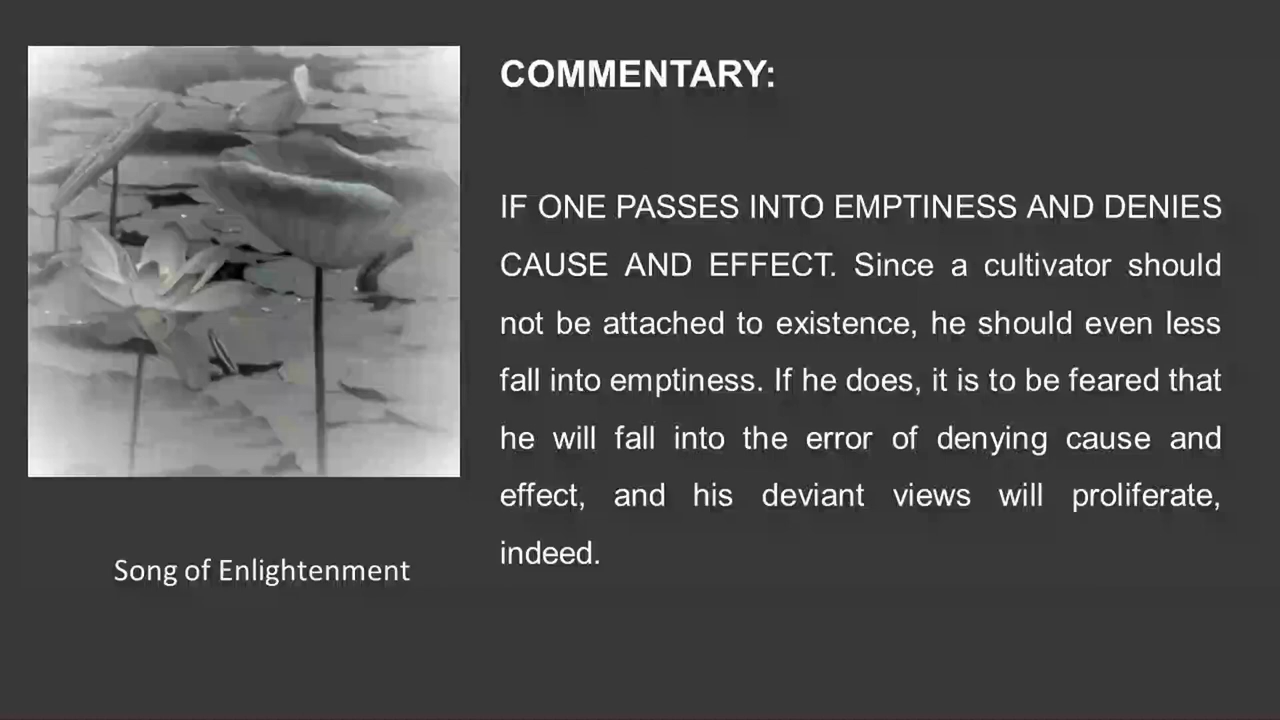 COMMENTARY:
IF ONE PASSES INTO EMPTINESS AND DENIES
CAUSE AND EFFECT. Since a cultivator should
not be attached to existence, he should even less
fall into emptiness. If he does, it is to be feared that
he will fall into the error of denying cause and
effect, and his deviant views will proliferate,
indeed.
Song of Enlightenment